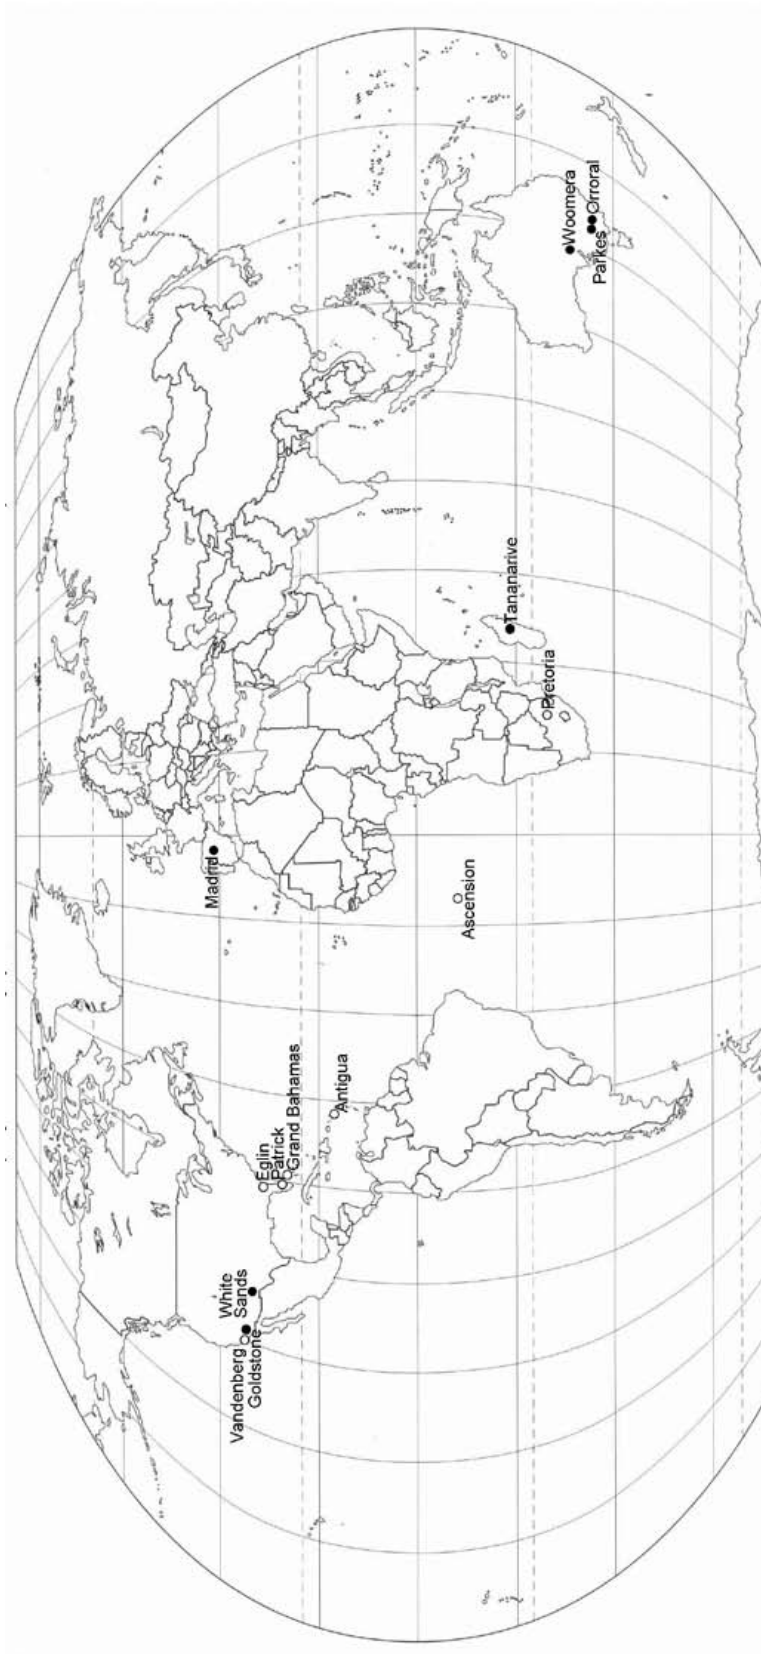 Vandenberg
Goldstone
White
Sands
Eglin
Patrick
Grand Bahamas
Antigua
Ascension
Madrid
Pretoria
Tananarive
Woomera
Parkes
Orroral